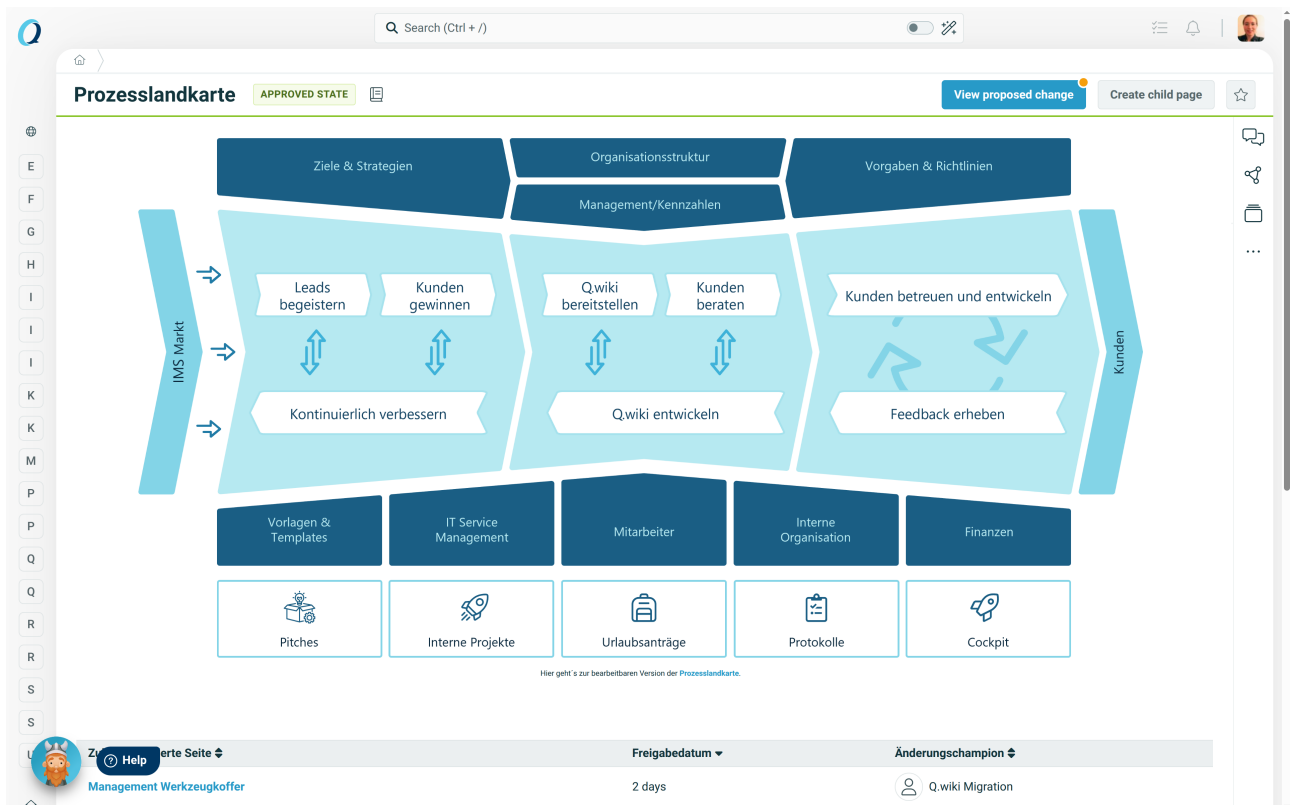 Search (Ctrl + /)
Prozesslandkarte
APPROVED STATE
View proposed change
Create child page
E
F
G
H
I
I
I
K
K
M
P
P
Q
Q
R
R
S
S
U
Ziele & Strategien
Organisationsstruktur
Management/Kennzahlen
Vorgaben & Richtlinien
IMS Markt
Leads
begeistern
Kunden
gewinnen
Kontinuierlich verbessern
Q.wiki
bereitstellen
Kunden
beraten
Q.wiki entwickeln
Kunden betreuen und entwickeln
Feedback erheben
Kunden
Vorlagen &
Templates
IT Service
Management
Mitarbeiter
Interne
Organisation
Finanzen
Pitches
Interne Projekte
Urlaubsanträge
Protokolle
Cockpit
Hier geht´s zur bearbeitbaren Version der Prozesslandkarte.
erte Seite
Freigabedatum
Änderungschampion
Help
Management Werkzeugkoffer
2 days
Q.wiki Migration